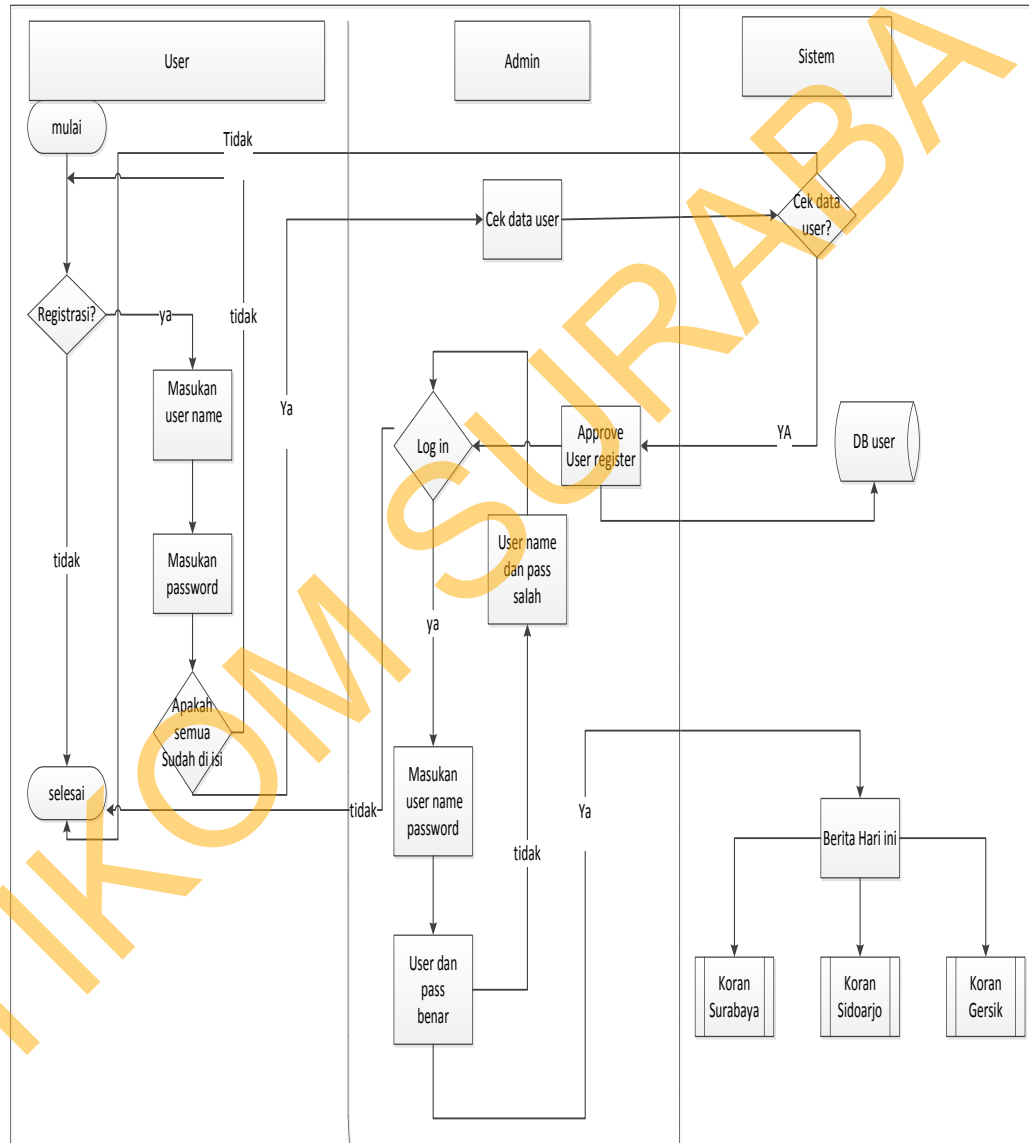 User
Admin
Sistem
mulai
Tidak
Cek data user
Cek data
user?
Registrasi?
ya
tidak
Masukan
user name
Ya
Log in
Approve
User register
YA
DB user
User name
dan pass
salah
tidak
Masukan
password
ya
Apakah
semua
Sudah di isi
selesai
tidak
Masukan
user name
password
tidak
Ya
Berita Hari ini
User dan
pass
benar
Koran
Surabaya
Koran
Sidoarjo
Koran
Gersik
IKOM SURABA